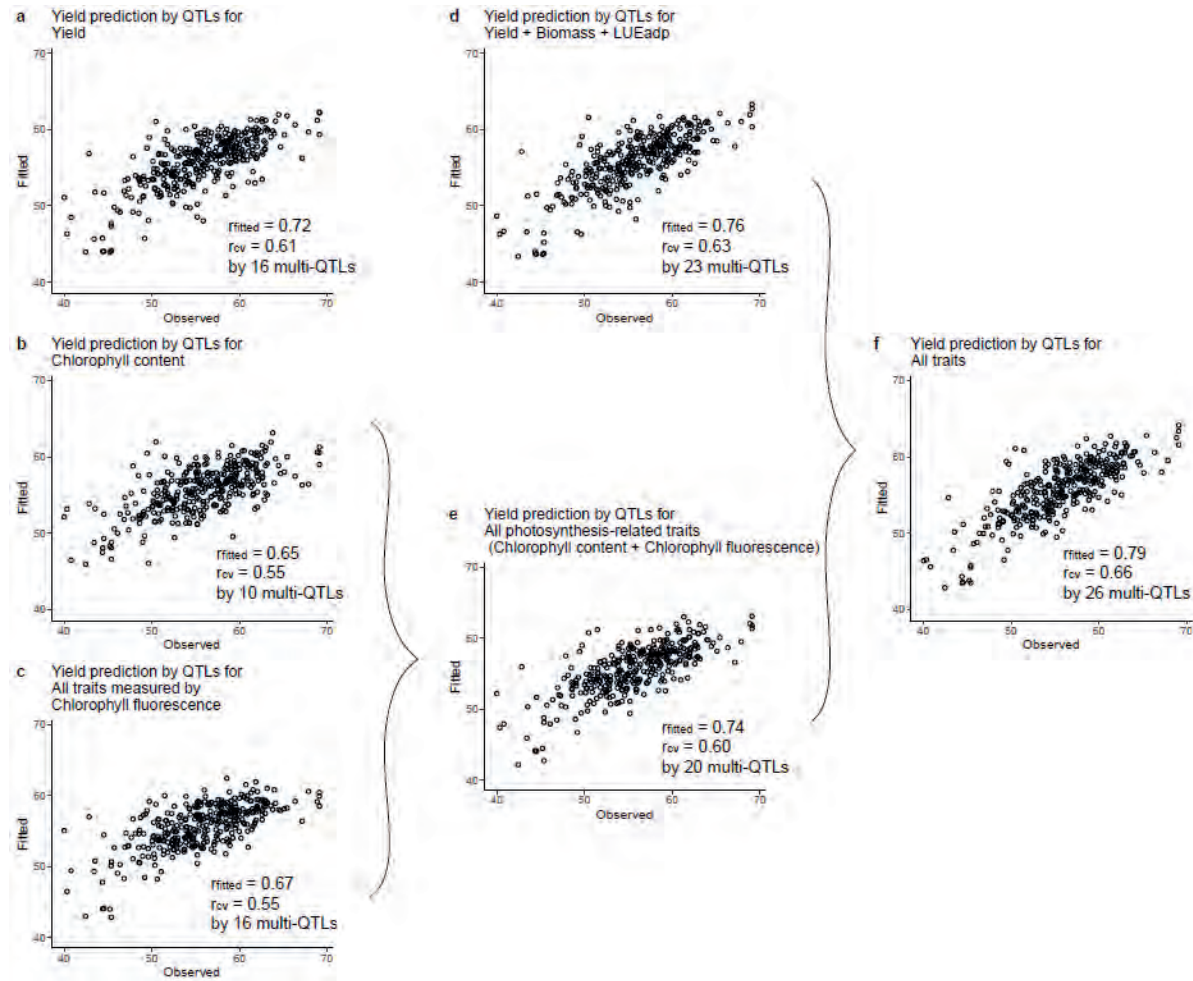 a Yield prediction by QTLs for
Yield
70
60
50
40
Fitted
rfitted = 0.72
rcv = 0.61
by 16 multi-QTLs
40 50 60 70
Observed
b Yield prediction by QTLs for
Chlorophyll content
70
60
50
40
Fitted
rfitted = 0.65
rcv = 0.55
by 10 multi-QTLs
40 50 60 70
Observed
c Yield prediction by QTLs for
All traits measured by
Chlorophyll fluorescence
70
60
50
40
Fitted
rfitted = 0.67
rcv = 0.55
by 16 multi-QTLs
40 50 60 70
Observed
d Yield prediction by QTLs for
Yield + Biomass + LUEadp
70
60
50
40
Fitted
rfitted = 0.76
rcv = 0.63
by 23 multi-QTLs
40 50 60 70
Observed
e Yield prediction by QTLs for
All photosynthesis-related traits
(Chlorophyll content + Chlorophyll fluorescence)
70
60
50
40
Fitted
rfitted = 0.74
rcv = 0.60
by 20 multi-QTLs
40 50 60 70
Observed
f Yield prediction by QTLs for
All traits
70
60
50
40
Fitted
rfitted = 0.79
rcv = 0.66
by 26 multi-QTLs
40 50 60 70
Observed